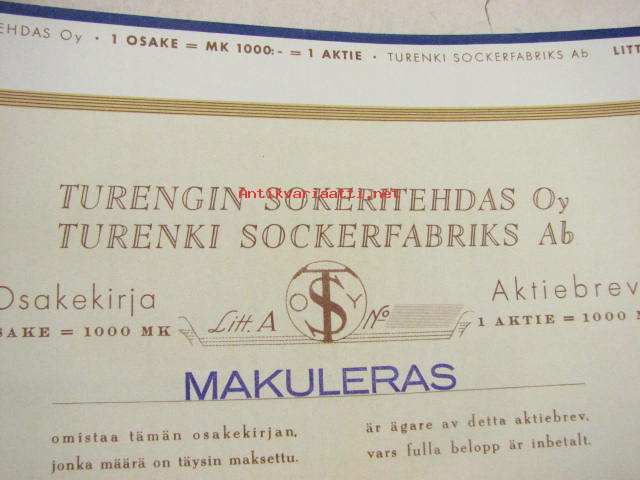 EHDAS Oy • 1 OSAKE = MK 1000:- = 1 AKTIE • TURENKI SOCKERFABRIKS Ab LITT
Antikvariaatti.net
TURENGIN SOKERITEHDAS Oy
TURENKI SOCKERFABRIKS Ab
Osakekirja
SAKE = 1000 MK
Litt. A
OTSY
No
Aktiebrev
1 AKTIE = 1000 M
MAKULERAS
omistaa tämän osakekirjan,
jonka määrä on täysin maksettu.
är ägare av detta aktiebrev,
vars fulla belopp är inbetalt.